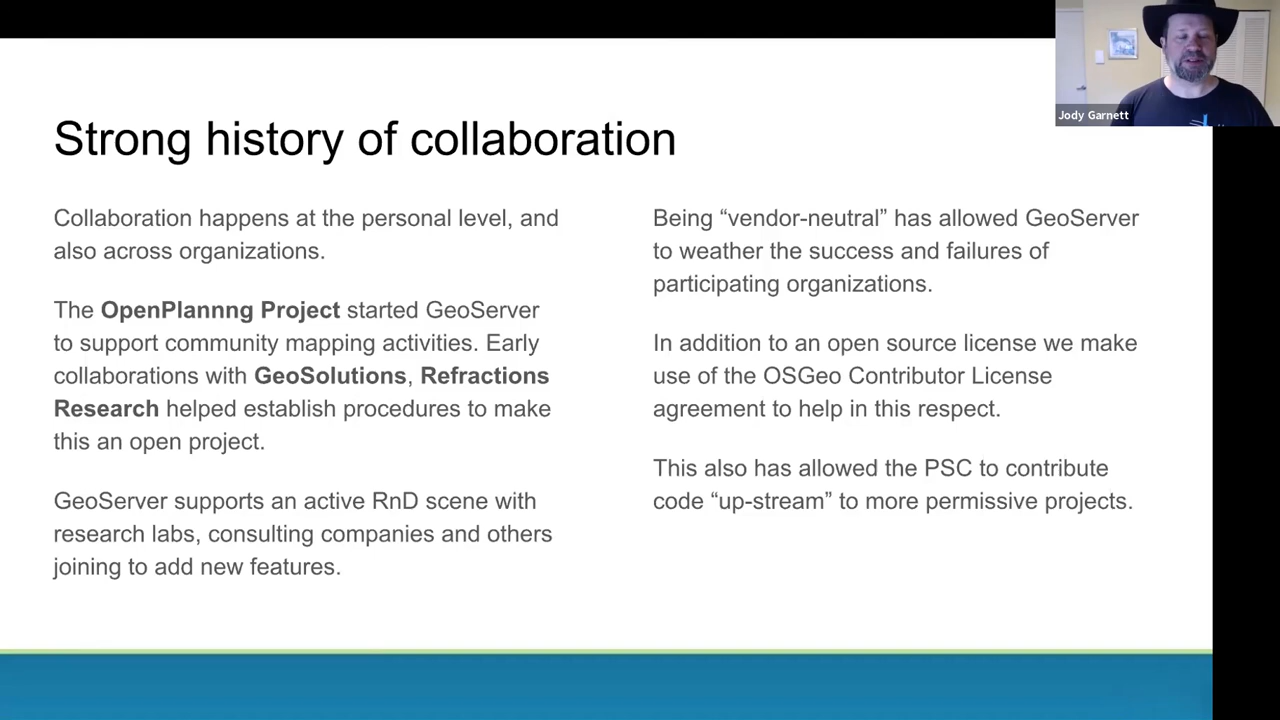 Strong history of collaboration
Collaboration happens at the personal level, and
also across organizations.
The OpenPlannng Project started GeoServer
to support community mapping activities. Early
collaborations with GeoSolutions, Refractions
Research helped establish procedures to make
this an open project.
GeoServer supports an active RnD scene with
research labs, consulting companies and others
joining to add new features.
Being “vendor-neutral” has allowed GeoServer
to weather the success and failures of
participating organizations.
In addition to an open source license we make
use of the OSGeo Contributor License
agreement to help in this respect.
This also has allowed the PSC to contribute
code “up-stream” to more permissive projects.
Jody Garnett